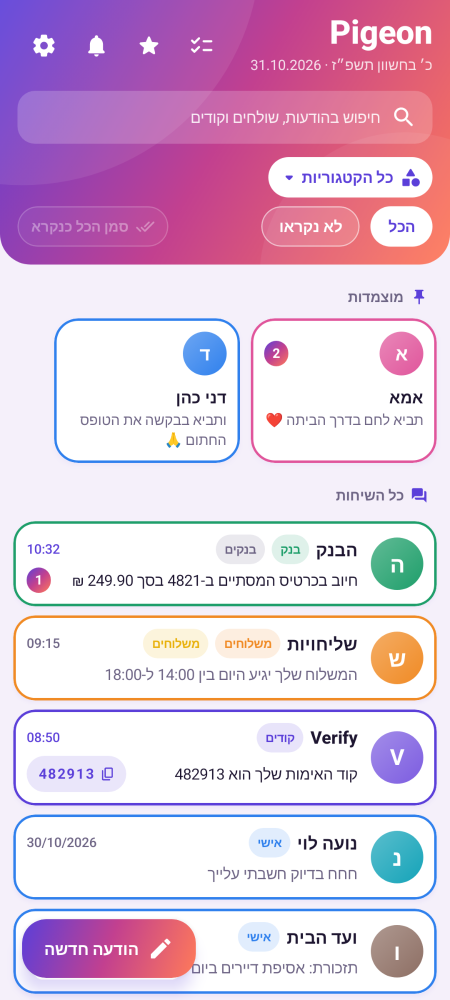 Pigeon
כ׳ בחשוון תשפ״ז · 31.10.2026
חיפוש בהודעות, שולחים וקודים
כל הקטגוריות
הכל
לא נקראו
סמן הכל כנקרא
מוצמדות
א
2
אמא
תביא לחם בדרך הביתה ❤️
ד
דני כהן
ותביא בבקשה את הטופס
החתום 🙏
כל השיחות
ה
הבנק בנק בנקים 10:32
חיוב בכרטיס המסתיים ב-4821 בסך 249.90 ₪ 1
ש
שליחויות משלוחים משלוחים 09:15
המשלוח שלך יגיע היום בין 14:00 ל-18:00
V
Verify קודים 08:50
קוד האימות שלך הוא 482913 482913
נ
נועה לוי אישי 30/10/2026
חחח בדיוק חשבתי עלייך
ו
ועד הבית אישי
תזכורת: אסיפת דיירים ביום
הודעה חדשה